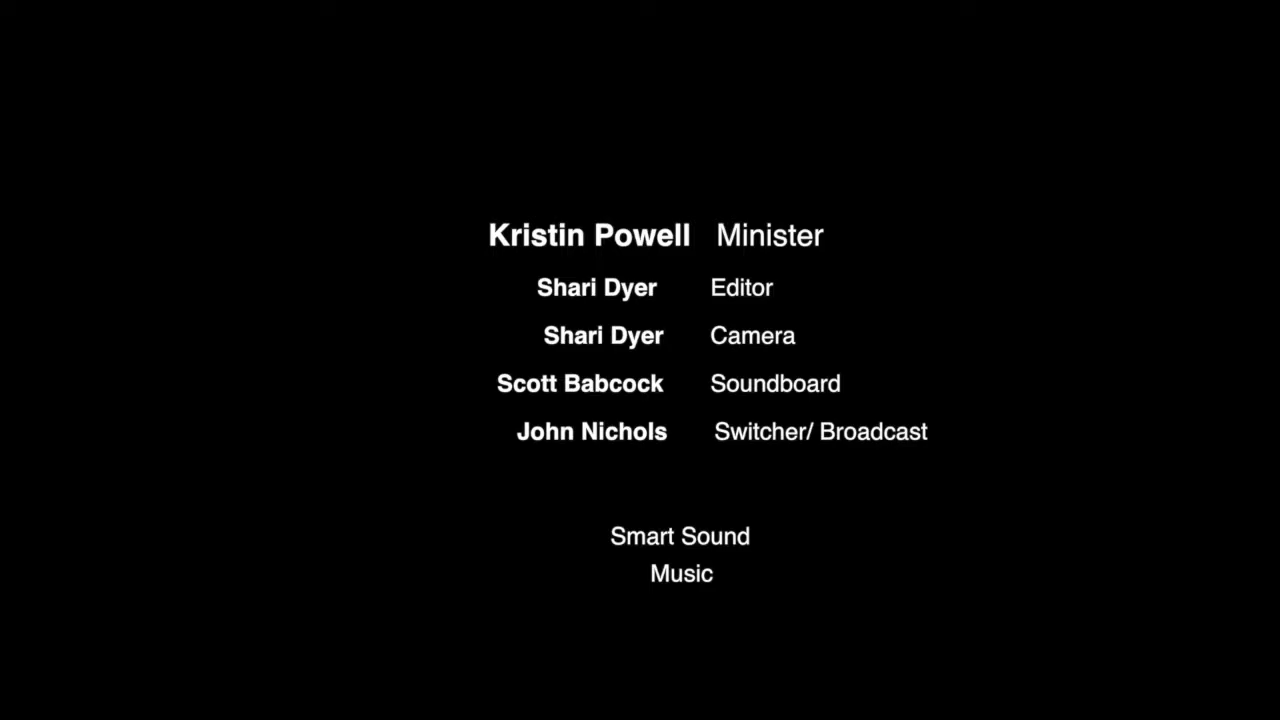 Kristin Powell Minister
Shari Dyer Editor
Shari Dyer Camera
Scott Babcock Soundboard
John Nichols Switcher/ Broadcast
Smart Sound
Music